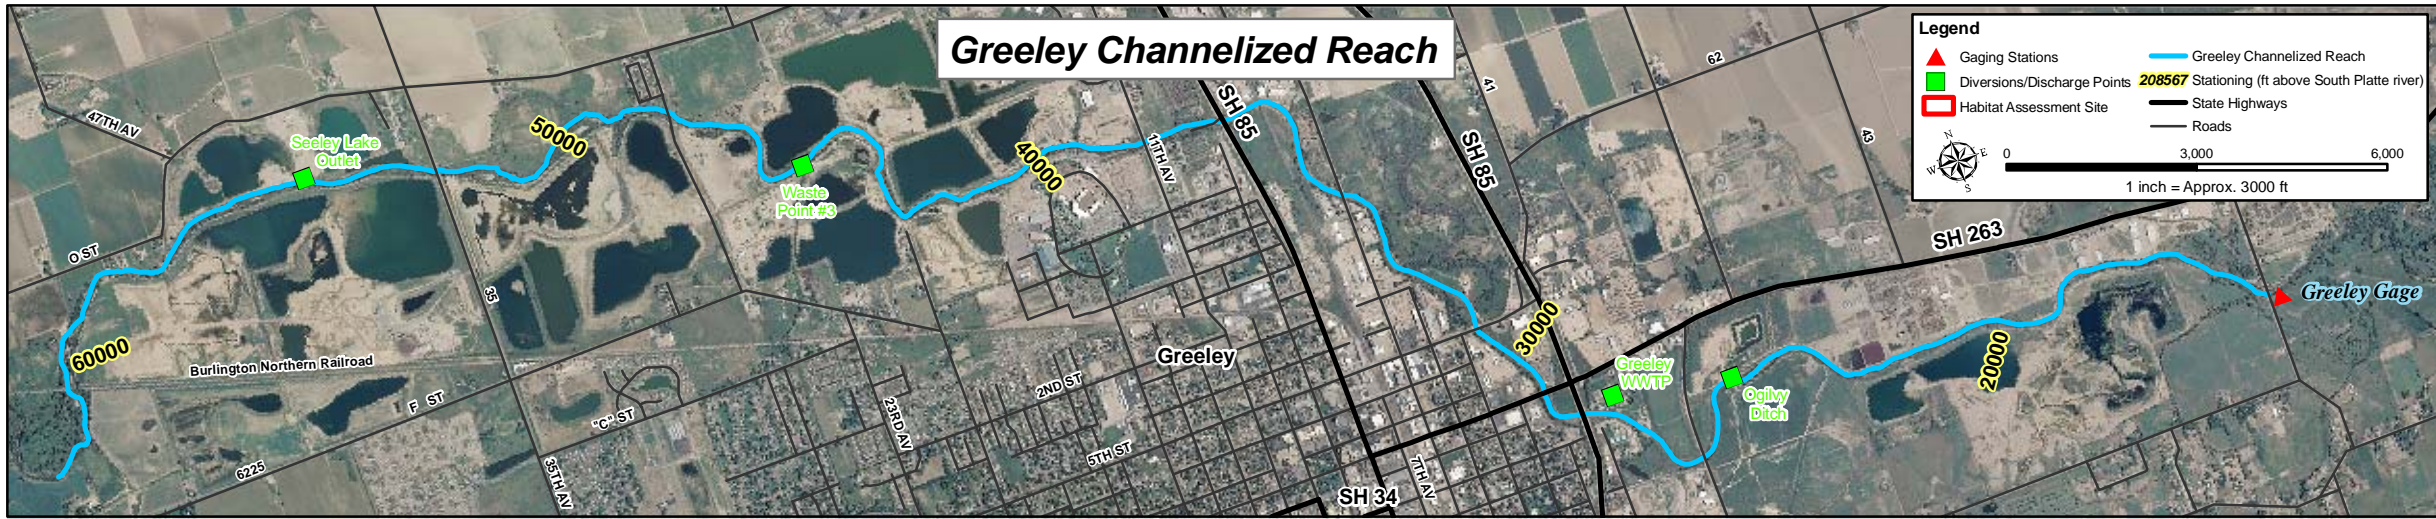 Greeley Channelized Reach
Legend
Gaging Stations
Diversions/Discharge Points
Habitat Assessment Site
Greeley Channelized Reach
208567 Stationing (ft above South Platte river)
State Highways
Roads
N
E
S
W
0 3,000 6,000
1 inch = Approx. 3000 ft
47TH AV
Seeley Lake
Outlet
50000
Waste
Point #3
40000
11TH AV
SH 85
SH 85
41
62
43
O ST
35
60000
Burlington Northern Railroad
F ST
"C" ST
6225
35TH AV
23RD AV
2ND ST
5TH ST
Greeley
SH 34
7TH AV
30000
Greeley
WWTP
Ogilvy
Ditch
SH 263
20000
Greeley Gage